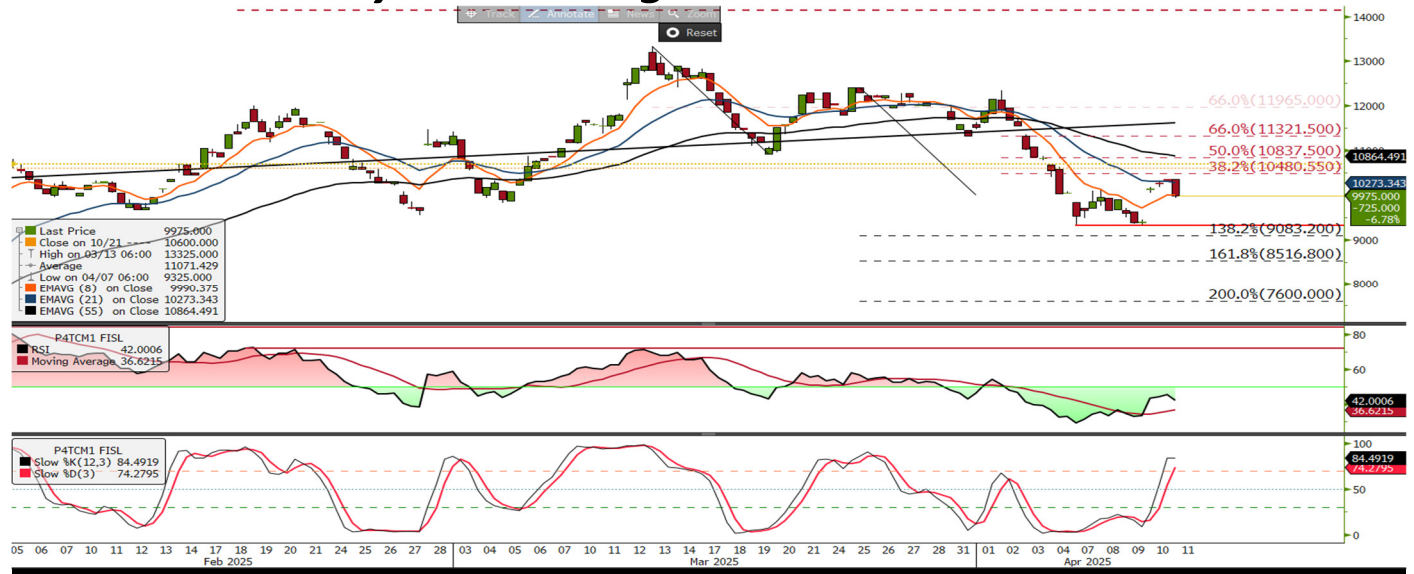 Track Annotate News Zoom
Reset
14000
13000
12000
9000
8000
66.0%(11965.000)
66.0%(11321.500)
50.0%(10837.500)
38.2%(10480.550)
138.2%(9083.200)
161.8%(8516.800)
200.0%(7600.000)
10864.491
10273.343
9975.000
-725.000
-6.78%
Last Price 9975.000
Close on 10/21 ---- 10600.000
High on 03/13 06:00 13325.000
Average 11071.429
Low on 04/07 06:00 9325.000
EMAVG (8) on Close 9990.375
EMAVG (21) on Close 10273.343
EMAVG (55) on Close 10864.491
P4TCM1 FISL
RSI 42.0006
Moving Average 36.6215
80
60
42.0006
36.6215
P4TCM1 FISL
Slow %K(12,3) 84.4919
Slow %D(3) 74.2795
100
84.4919
74.2795
50
0
05 06 07 10 11 12 13 14 17 18 19 20 21 24 25 26 27 28 03 04 05 06 07 10 11 12 13 14 17 18 19 20 21 24 25 26 27 28 31 01 02 03 04 07 08 09 10 11
Feb 2025 Mar 2025 Apr 2025